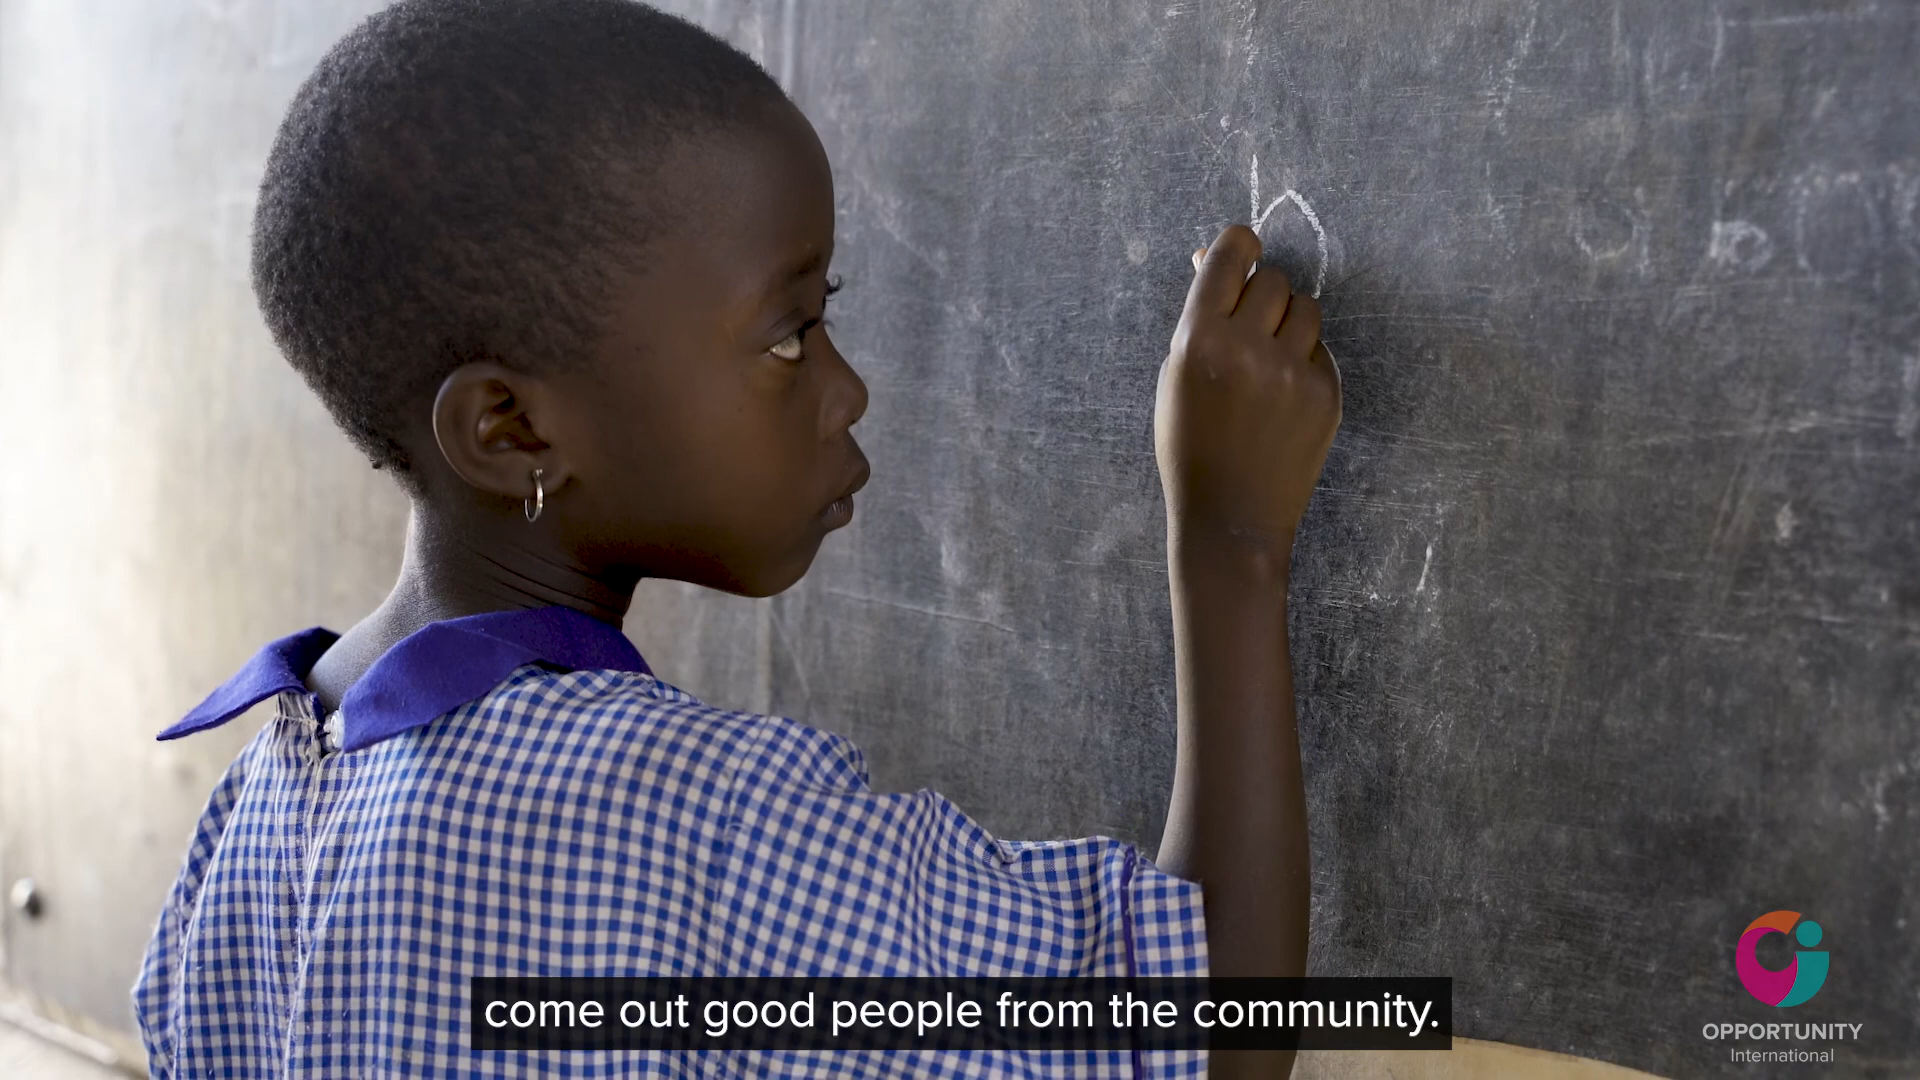 come out good people from the community.
OPPORTUNITY
International